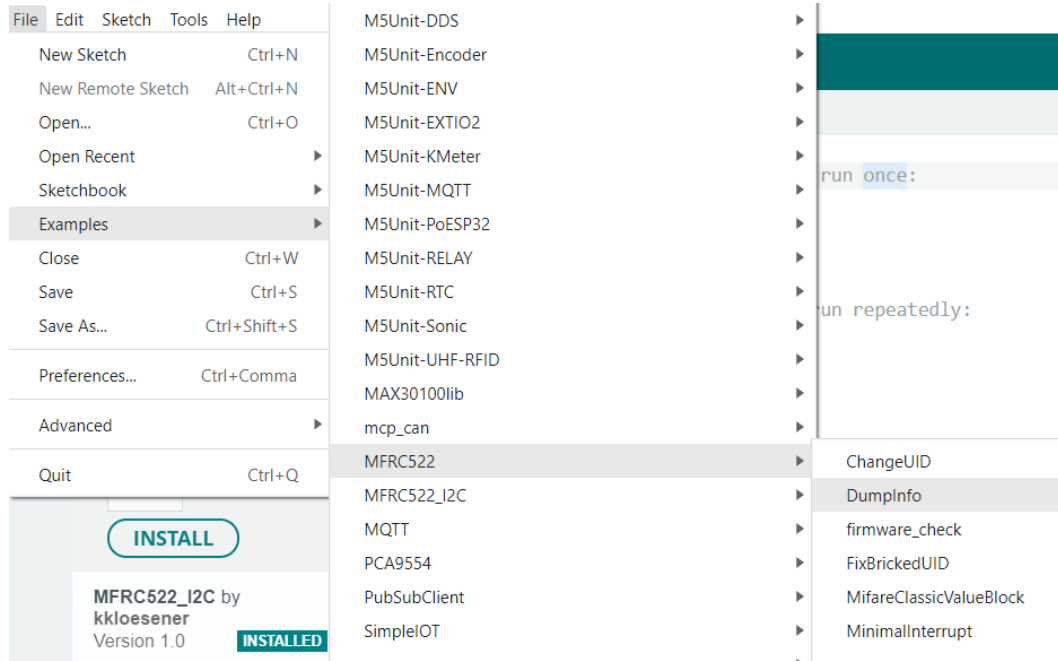 File Edit Sketch Tools Help
New Sketch Ctrl+N
New Remote Sketch Alt+Ctrl+N
Open... Ctrl+O
Open Recent
Sketchbook
Examples
Close Ctrl+W
Save Ctrl+S
Save As... Ctrl+Shift+S
Preferences... Ctrl+Comma
Advanced
Quit Ctrl+Q
M5Unit-DDS
M5Unit-Encoder
M5Unit-ENV
M5Unit-EXTIO2
M5Unit-KMeter
M5Unit-MQTT
M5Unit-PoESP32
M5Unit-RELAY
M5Unit-RTC
M5Unit-Sonic
M5Unit-UHF-RFID
MAX30100lib
mcp_can
MFRC522
MFRC522_I2C
MQTT
PCA9554
PubSubClient
SimpleIOT
ChangeUID
DumpInfo
firmware_check
FixBrickedUID
MifareClassicValueBlock
MinimalInterrupt
run once:
run repeatedly:
INSTALL
MFRC522_I2C by
kkloesener
Version 1.0 INSTALLED